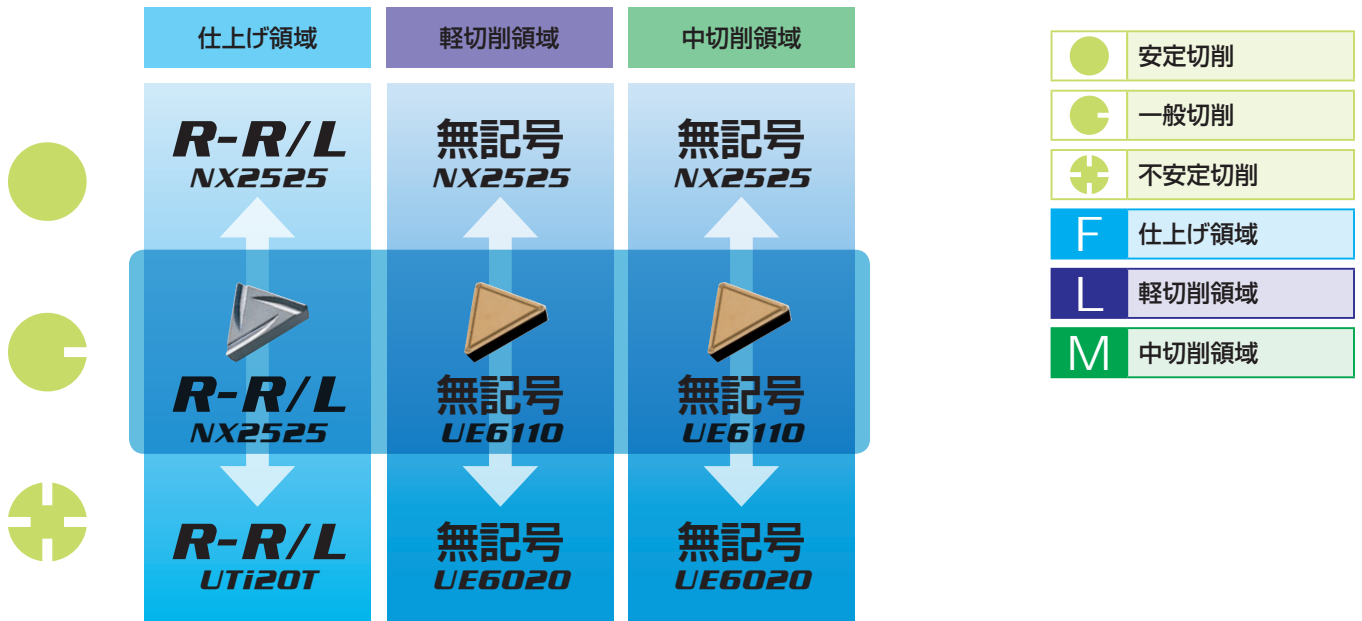 仕上げ領域
軽切削領域
中切削領域
R-R/L
NX2525
無記号
NX2525
無記号
NX2525
R-R/L
NX2525
無記号
UE6110
無記号
UE6110
R-R/L
UTi20T
無記号
UE6020
無記号
UE6020
安定切削
一般切削
不安定切削
F 仕上げ領域
L 軽切削領域
M 中切削領域